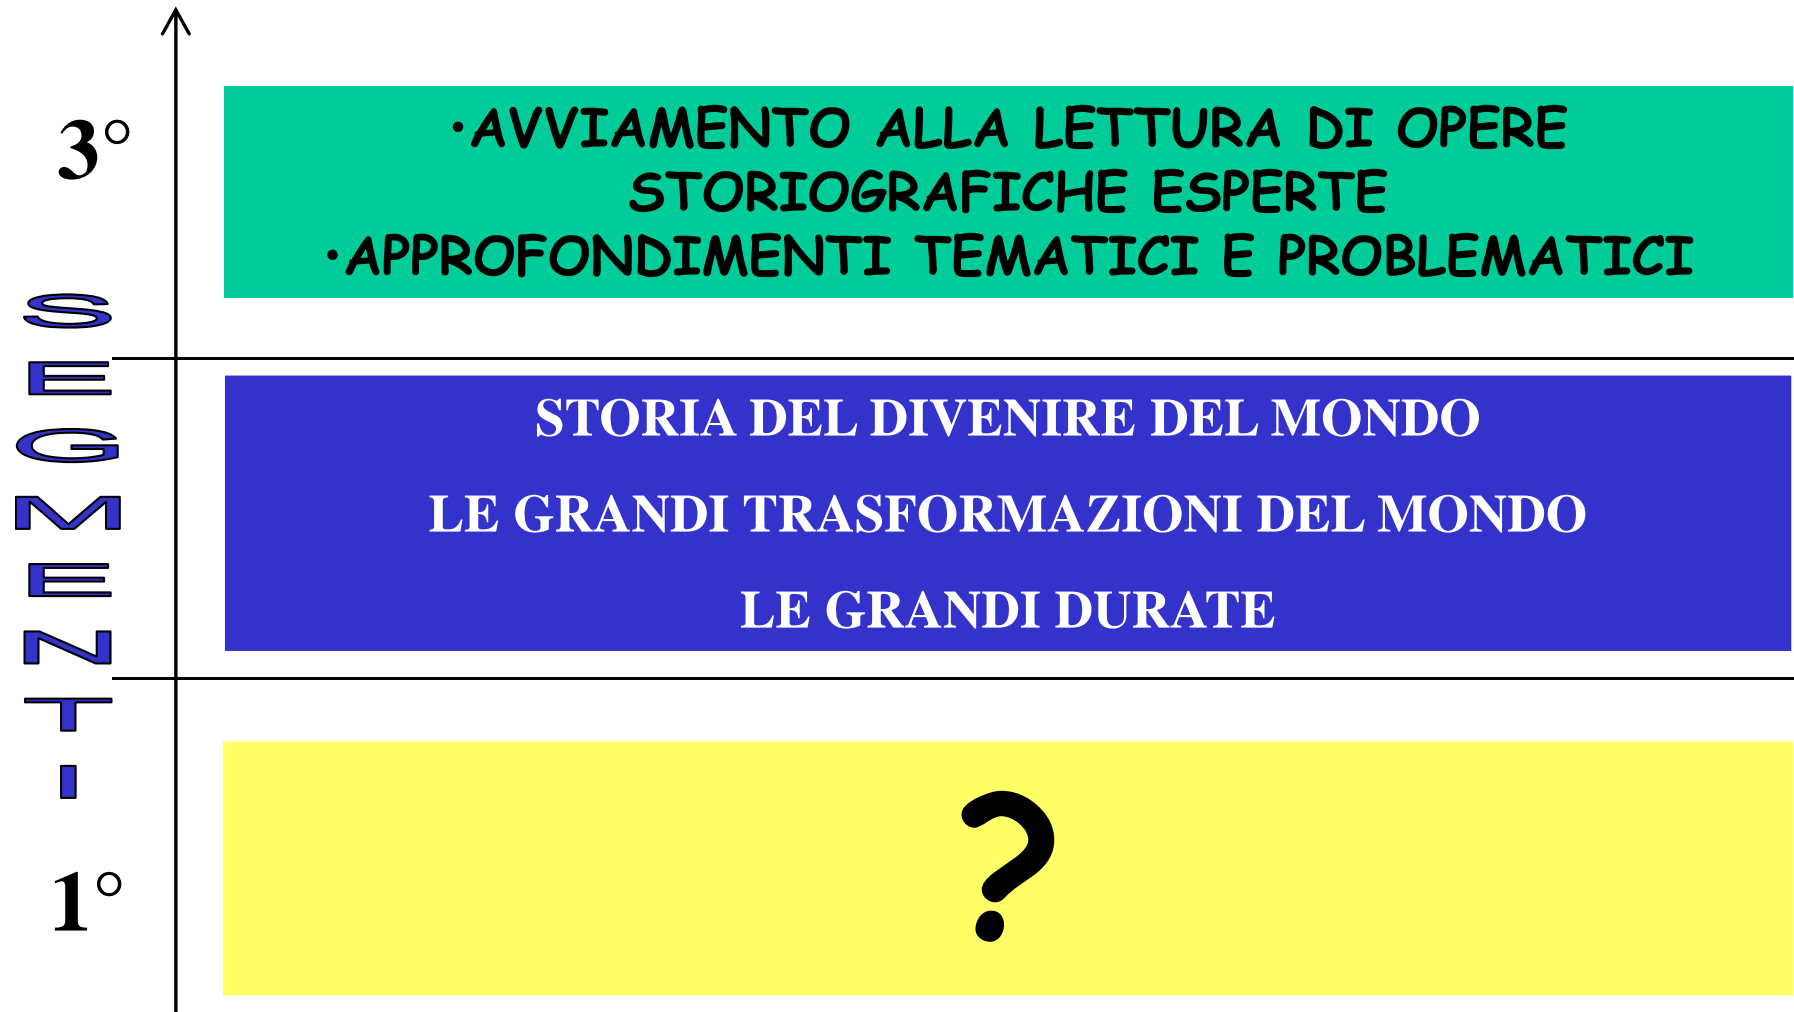 3°
•AVVIAMENTO ALLA LETTURA DI OPERE
STORIOGRAFICHE ESPERTE
•APPROFONDIMENTI TEMATICI E PROBLEMATICI
SEGMENTI
STORIA DEL DIVENIRE DEL MONDO
LE GRANDI TRASFORMAZIONI DEL MONDO
LE GRANDI DURATE
1°
?